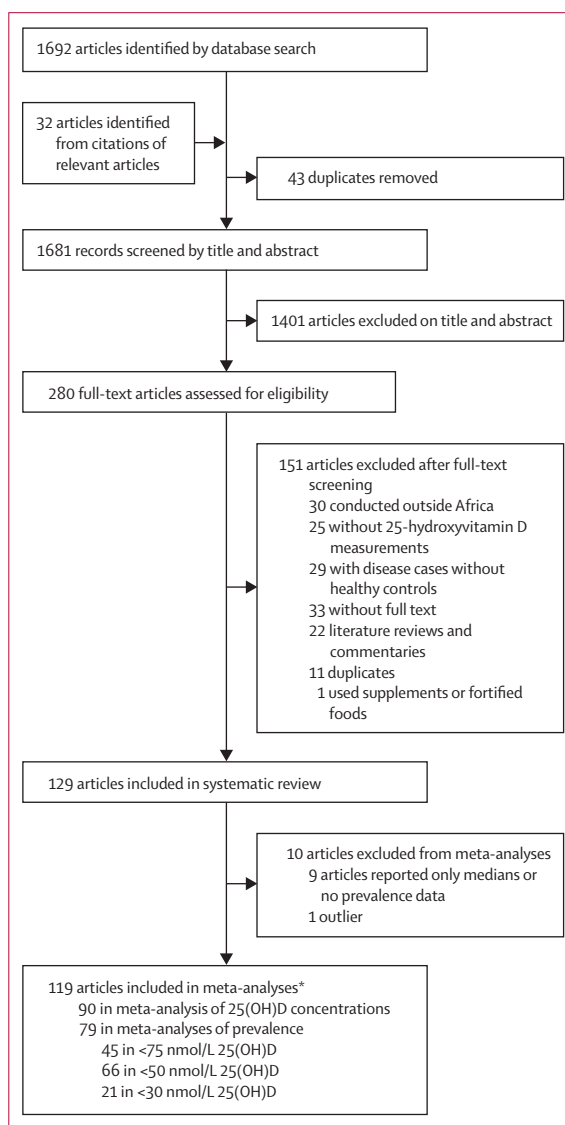 1692 articles identified by database search
32 articles identified
from citations of
relevant articles
43 duplicates removed
1681 records screened by title and abstract
1401 articles excluded on title and abstract
280 full-text articles assessed for eligibility
151 articles excluded after full-text
screening
30 conducted outside Africa
25 without 25-hydroxyvitamin D
measurements
29 with disease cases without
healthy controls
33 without full text
22 literature reviews and
commentaries
11 duplicates
1 used supplements or fortified
foods
129 articles included in systematic review
10 articles excluded from meta-analyses
9 articles reported only medians or
no prevalence data
1 outlier
119 articles included in meta-analyses*
90 in meta-analysis of 25(OH)D concentrations
79 in meta-analyses of prevalence
45 in <75 nmol/L 25(OH)D
66 in <50 nmol/L 25(OH)D
21 in <30 nmol/L 25(OH)D